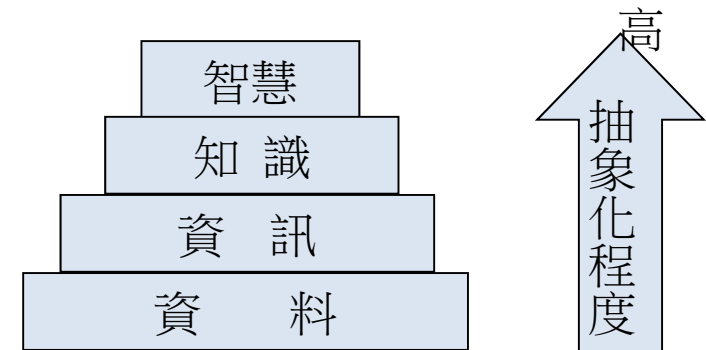 智慧
知 識
資 訊
資 料
高
抽象化程度